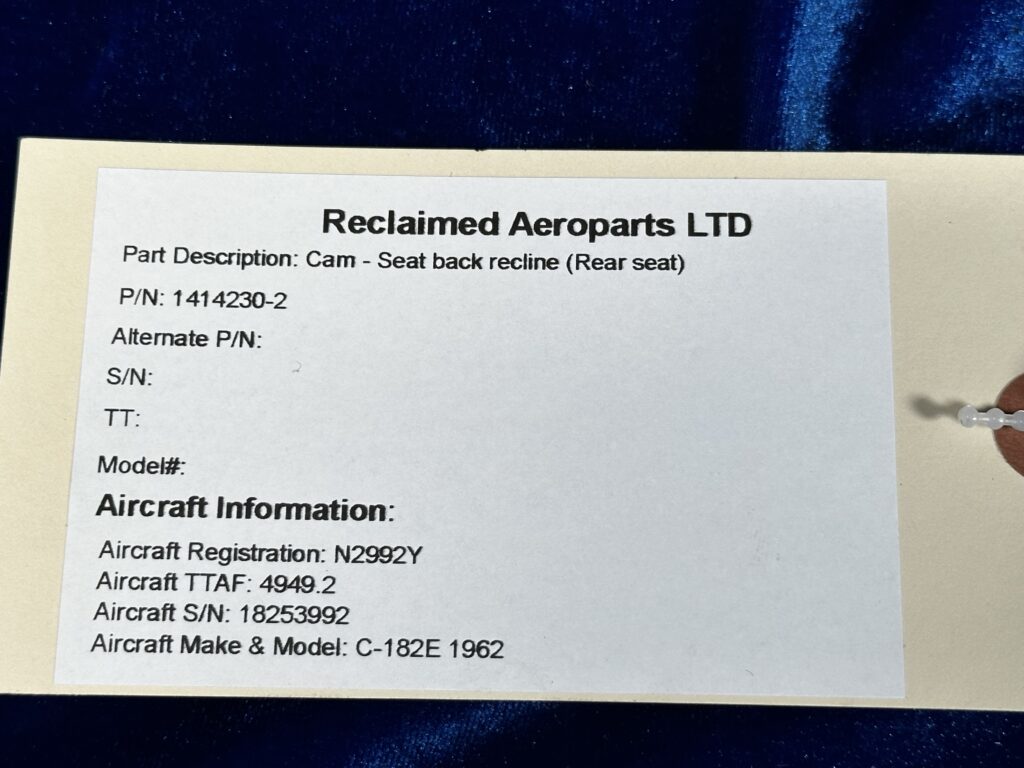 Reclaimed Aeroparts LTD
Part Description: Cam - Seat back recline (Rear seat)
P/N: 1414230-2
Alternate P/N:
S/N:
TT:
Model#:
Aircraft Information:
Aircraft Registration: N2992Y
Aircraft TTAF: 4949.2
Aircraft S/N: 18253992
Aircraft Make & Model: C-182E 1962